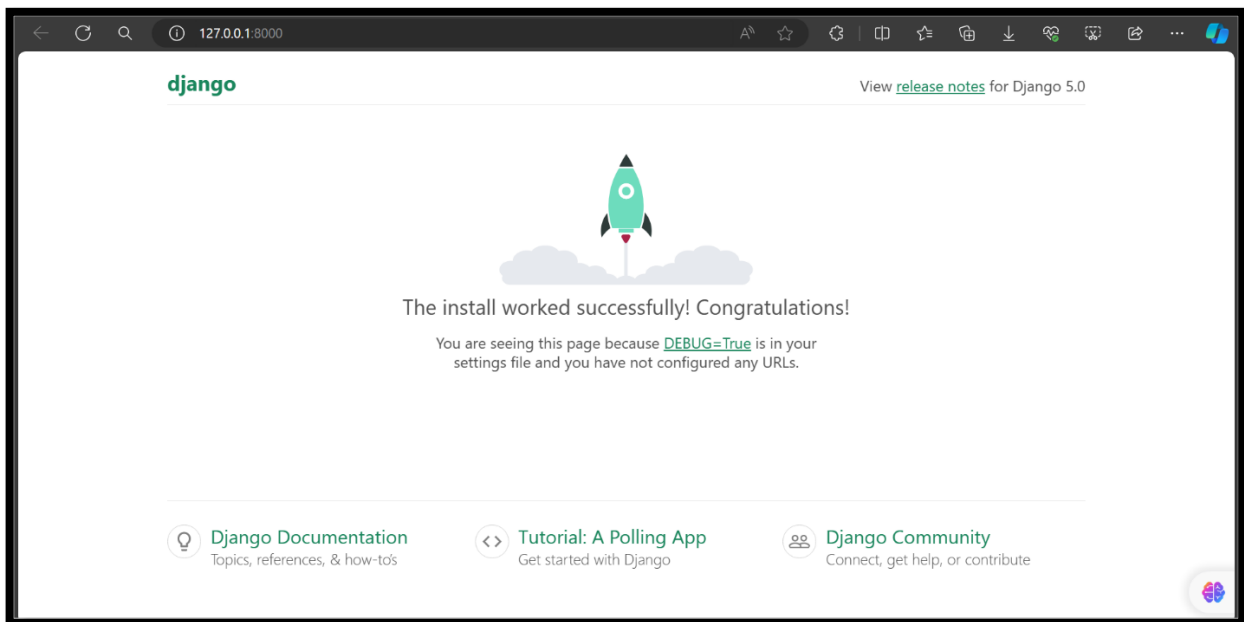 127.0.0.1:8000
django
View release notes for Django 5.0
The install worked successfully! Congratulations!
You are seeing this page because DEBUG=True is in your
settings file and you have not configured any URLs.
Django Documentation
Topics, references, & how-to's
Tutorial: A Polling App
Get started with Django
Django Community
Connect, get help, or contribute